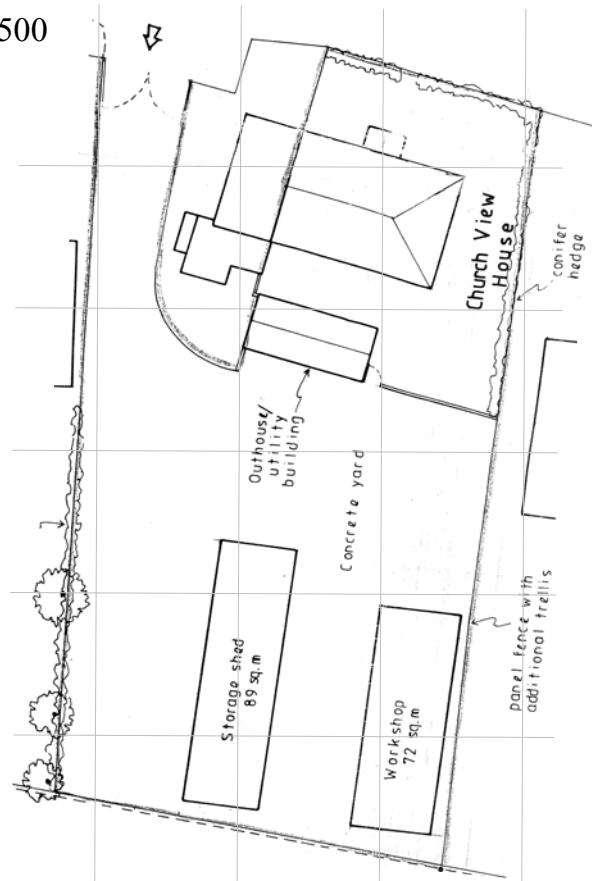 500
Church View
House
conifer
hedge
Outhouse/
utility
building
Concrete yard
Storage shed
89 sq.m
Workshop
72 sq.m
panel fence with
additional trellis